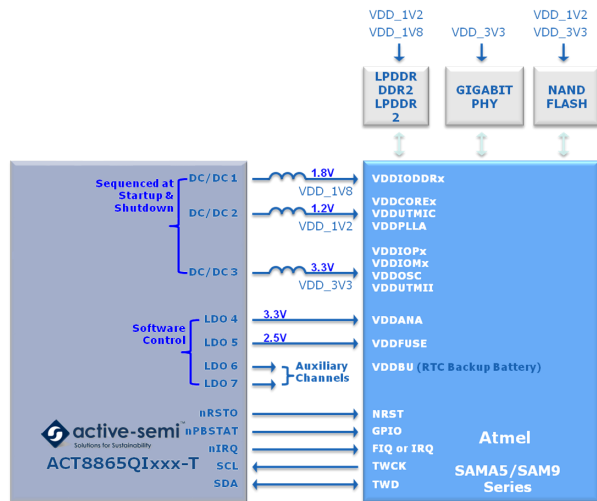 VDD_1V2
VDD_1V2
VDD_1V8
VDD_3V3
VDD_3V3
LPDDR
DDR2
LPDDR
2
GIGABIT
PHY
NAND
FLASH
Sequenced at
Startup &
Shutdown
DC/DC 1
1.8V
VDD_1V8
VDDIODDRx
DC/DC 2
1.2V
VDD_1V2
VDDCOREx
VDDUTMIC
VDDPLLA
DC/DC 3
3.3V
VDD_3V3
VDDIOPx
VDDIOMx
VDDOSC
VDDUTMII
Software
Control
LDO 4
3.3V
VDDANA
LDO 5
2.5V
VDDFUSE
LDO 6
LDO 7
Auxiliary
Channels
VDDBU (RTC Backup Battery)
nRSTO
NRST
nPBSTAT
GPIO
nIRQ
FIQ or IRQ
SCL
TWCK
SDA
TWD
active-semi™
Solutions for Sustainability
ACT8865QIxxx-T
Atmel
SAMA5/SAM9
Series